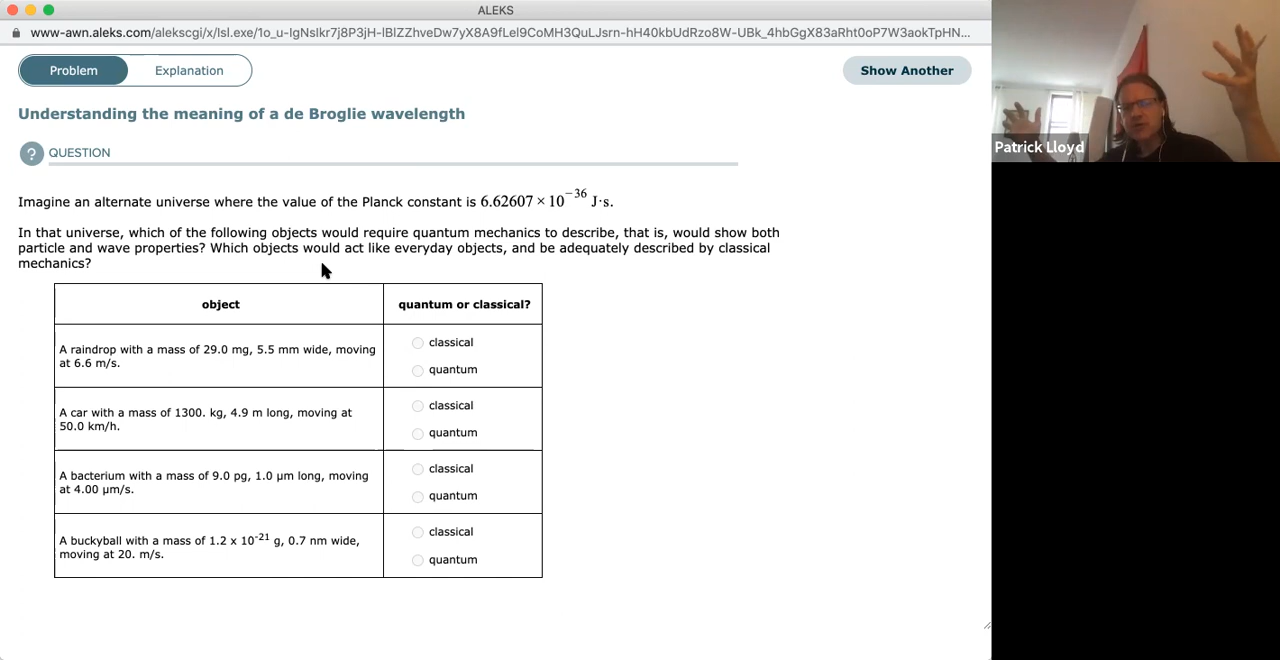 ALEKS
www-awn.aleks.com/alekscgi/x/Isl.exe/1o_u-IgNsIkr7j8P3jH-IBIZZhveDw7yX8A9fLeI9CoMH3QuLJsrn-hH40kbUdRzo8W-UBk_4hbGgX83aRht0oP7W3aokTpHN...
Problem
Explanation
Show Another
Understanding the meaning of a de Broglie wavelength
? QUESTION
Patrick Lloyd
Imagine an alternate universe where the value of the Planck constant is 6.62607 × 10⁻³⁶ J·s.
In that universe, which of the following objects would require quantum mechanics to describe, that is, would show both
particle and wave properties? Which objects would act like everyday objects, and be adequately described by classical
mechanics?
object
quantum or classical?
A raindrop with a mass of 29.0 mg, 5.5 mm wide, moving
at 6.6 m/s.
classical
quantum
A car with a mass of 1300. kg, 4.9 m long, moving at
50.0 km/h.
classical
quantum
A bacterium with a mass of 9.0 pg, 1.0 µm long, moving
at 4.00 µm/s.
classical
quantum
A buckyball with a mass of 1.2 x 10⁻²¹ g, 0.7 nm wide,
moving at 20. m/s.
classical
quantum